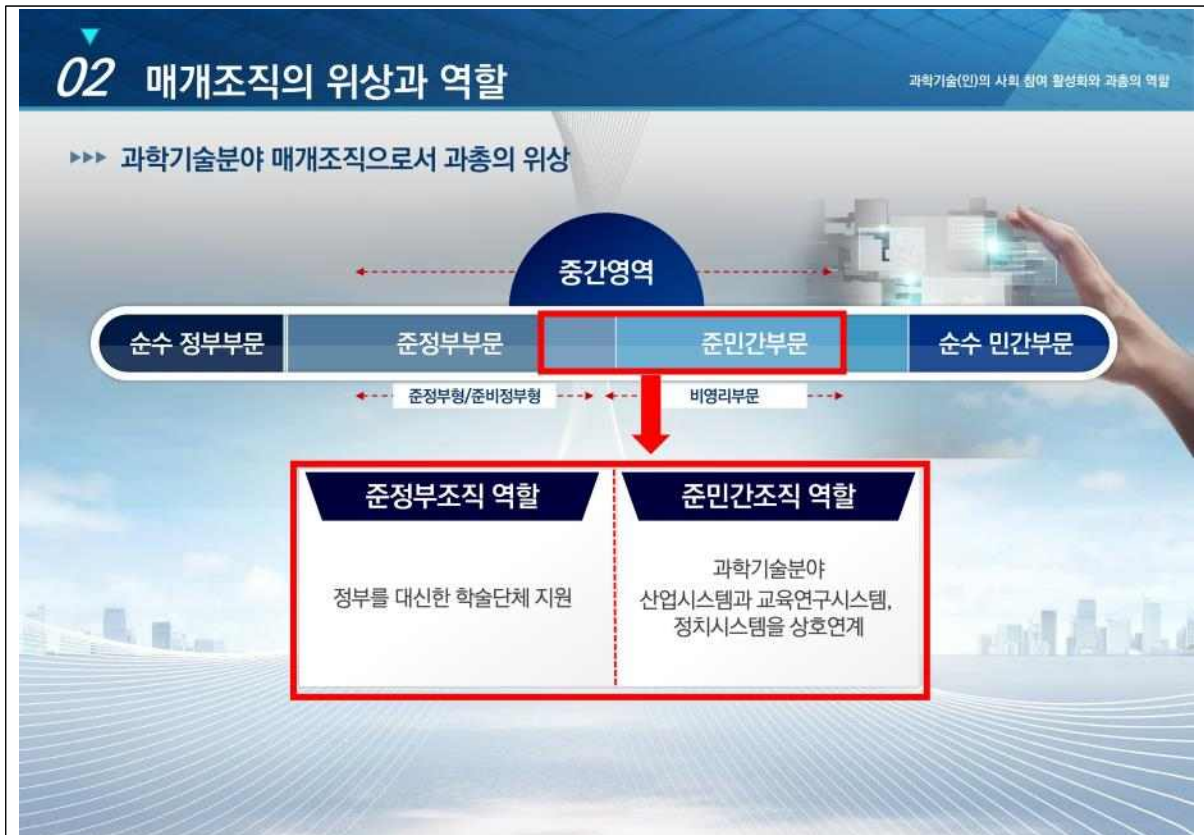 02 매개조직의 위상과 역할
과학기술(인)의 사회 참여 활성화와 과총의 역할
▸▸▸ 과학기술분야 매개조직으로서 과총의 위상
중간영역
순수 정부부문 준정부부문 준민간부문 순수 민간부문
준정부형/준비정부형 비영리부문
준정부조직 역할 준민간조직 역할
정부를 대신한 학술단체 지원
과학기술분야
산업시스템과 교육연구시스템,
정치시스템을 상호연계